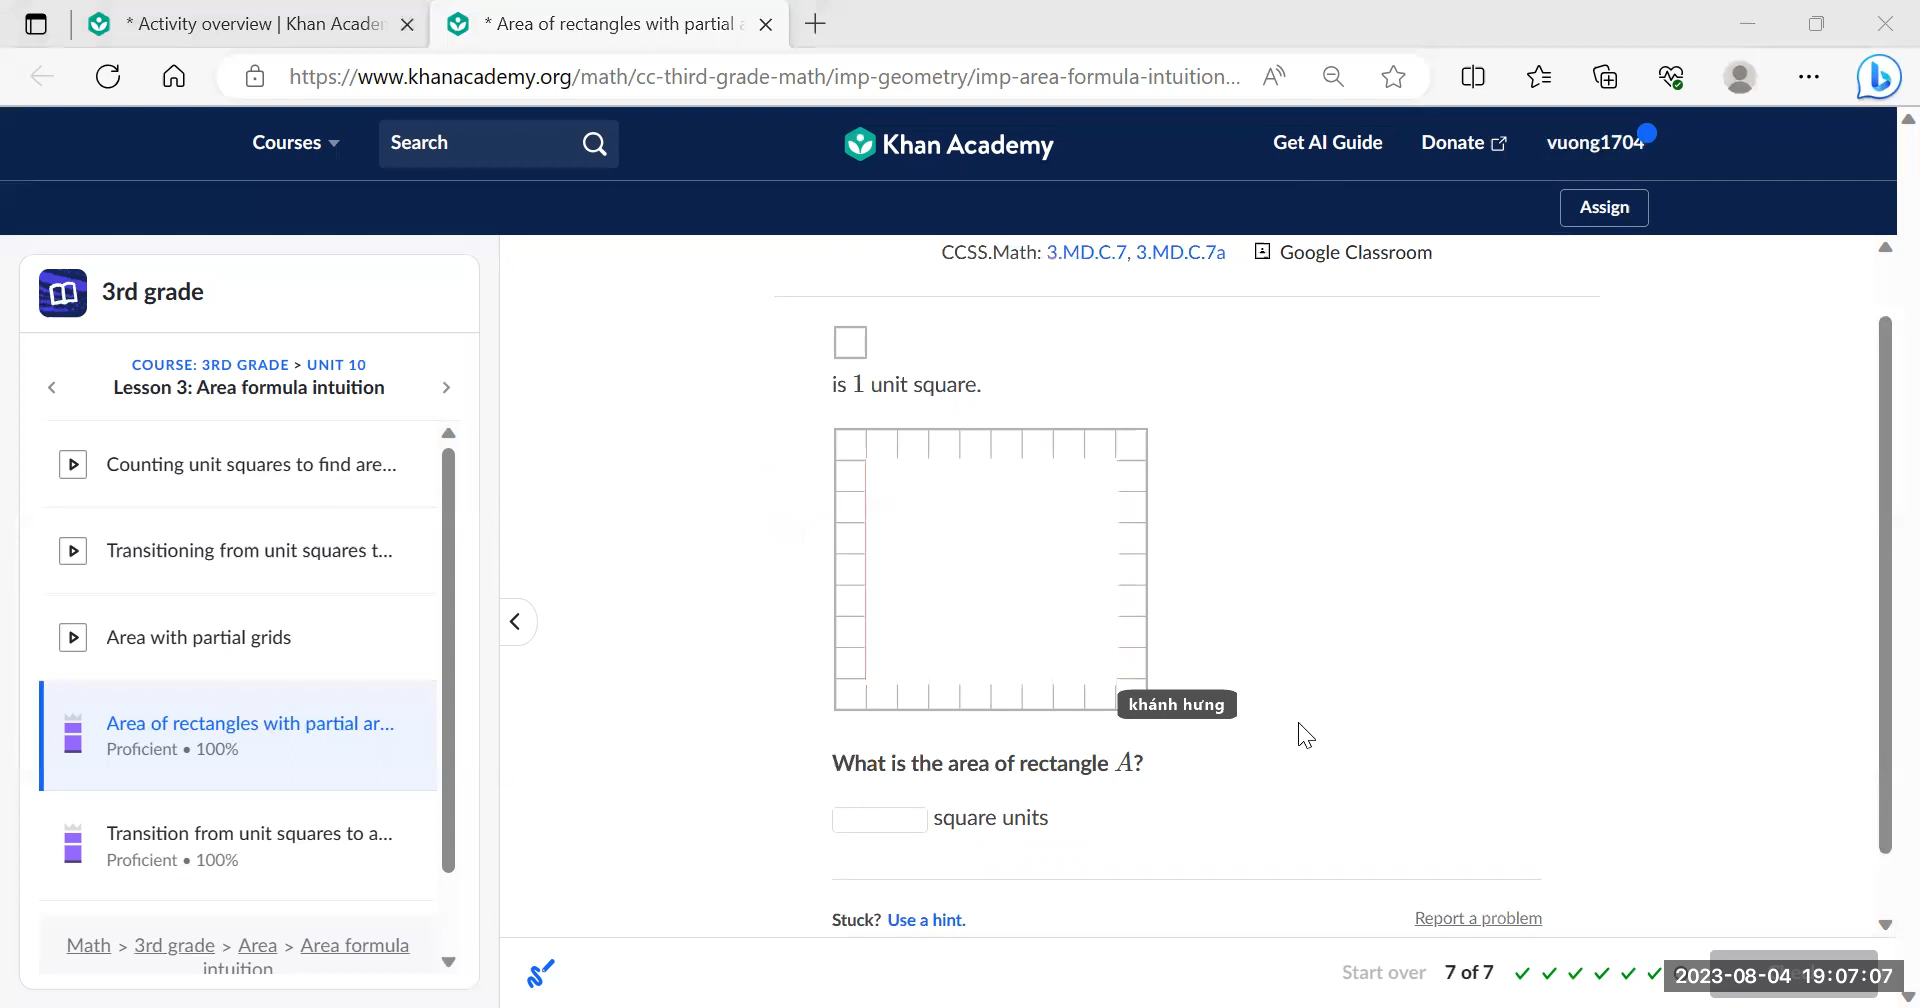 * Activity overview | Khan Acade
* Area of rectangles with partial a
https://www.khanacademy.org/math/cc-third-grade-math/imp-geometry/imp-area-formula-intuition...
Courses
Search
Khan Academy
Get AI Guide
Donate
vuong1704
Assign
CCSS.Math: 3.MD.C.7, 3.MD.C.7a
Google Classroom
3rd grade
COURSE: 3RD GRADE > UNIT 10
Lesson 3: Area formula intuition
Counting unit squares to find are...
Transitioning from unit squares t...
Area with partial grids
Area of rectangles with partial ar...
Proficient • 100%
Transition from unit squares to a...
Proficient • 100%
Math > 3rd grade > Area > Area formula
intuition
is 1 unit square.
khánh hưng
What is the area of rectangle A?
square units
Stuck? Use a hint.
Report a problem
Start over
7 of 7
2023-08-04 19:07:07